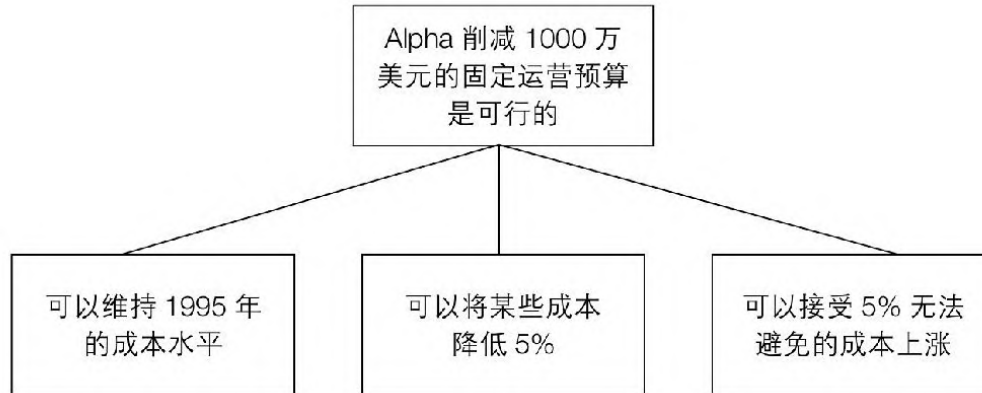 Alpha 削减 1000 万
美元的固定运营预算
是可行的
可以维持 1995 年
的成本水平
可以将某些成本
降低 5%
可以接受 5% 无法
避免的成本上涨